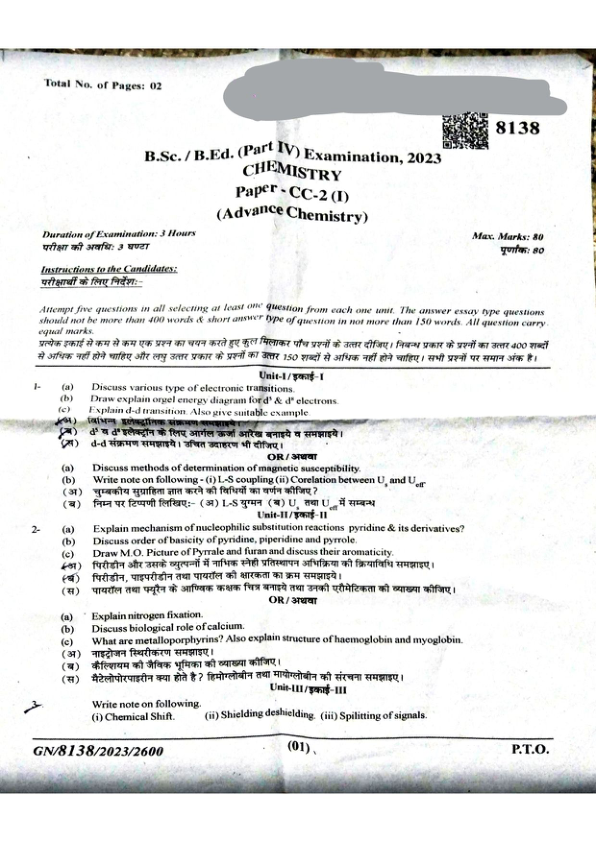 Total No. of Pages: 02
8138
B.Sc. / B.Ed. (Part IV) Examination, 2023
CHEMISTRY
Paper - CC-2 (I)
(Advance Chemistry)
Duration of Examination: 3 Hours
Max. Marks: 80
परीक्षा की अवधि: 3 घण्टा
पूर्णांक: 80
Instructions to the Candidates:
परीक्षार्थी के लिए निर्देश:-
Attempt five questions in all selecting at least one question from each one unit. The answer essay type questions
should not be more than 400 words & short answer type of question in not more than 150 words. All question carry
equal marks.
प्रत्येक इकाई से कम से कम एक प्रश्न का चयन करते हुए कुल मिलाकर पाँच प्रश्नों के उत्तर दीजिए। निबन्ध प्रकार के प्रश्नों का उत्तर 400 शब्दों
से अधिक नहीं होने चाहिए और लघु उत्तर प्रकार के प्रश्नों का उत्तर 150 शब्दों से अधिक नहीं होने चाहिए। सभी प्रश्नों पर समान अंक है।
Unit-I / इकाई-I
1- (a) Discuss various type of electronic transitions.
(b) Draw explain orgel energy diagram for d¹ & d⁸ electrons.
(c) Explain d-d transition. Also give suitable example
(अ) विभिन्न इलेक्ट्रॉनिक संक्रमण समझाइये।
(ब) d¹ व d⁸ इलेक्ट्रॉन के लिए आर्गल ऊर्जा आरेख बनाइये व समझाइये।
(स) d-d संक्रमण समझाइये। उचित उदाहरण भी दीजिए।
OR / अथवा
(a) Discuss methods of determination of magnetic susceptibility.
(b) Write note on following - (i) L-S coupling (ii) Corelation between Uₛ and Uₑff
(अ) चुम्बकीय सुग्राहिता ज्ञात करने की विधियों का वर्णन कीजिए?
(ब) निम्न पर टिप्पणी लिखिए:- (अ) L-S युग्मन (ब) Uₛ तथा Uₑff में सम्बन्ध
Unit-II / इकाई-II
2- (a) Explain mechanism of nucleophilic substitution reactions pyridine & its derivatives?
(b) Discuss order of basicity of pyridine, piperidine and pyrrole.
(c) Draw M.O. Picture of Pyrrale and furan and discuss their aromaticity.
(अ) पिरीडीन और उसके व्युत्पन्नों में नाभिक स्नेही प्रतिस्थापन अभिक्रिया की क्रियाविधि समझाइए।
(ब) पिरीडीन, पाइपरीडीन तथा पायरॉल की क्षारकता का क्रम समझाइये।
(स) पायरॉल तथा फ्यूरैन के आण्विक कक्षक चित्र बनाइये तथा उनकी एरोमैटिकता की व्याख्या कीजिए।
OR / अथवा
(a) Explain nitrogen fixation.
(b) Discuss biological role of calcium.
(c) What are metalloporphyrins? Also explain structure of haemoglobin and myoglobin.
(अ) नाइट्रोजन स्थिरीकरण समझाइए।
(ब) कैल्शियम की जैविक भूमिका की व्याख्या कीजिए।
(स) मैटेलोपोरपाइरीन क्या होते है? हिमोग्लोबीन तथा मायोग्लोबीन की संरचना समझाइए।
Unit-III / इकाई-III
3- Write note on following.
(i) Chemical Shift. (ii) Shielding deshielding. (iii) Spilitting of signals.
GN/8138/2023/2600
(01)
P.T.O.